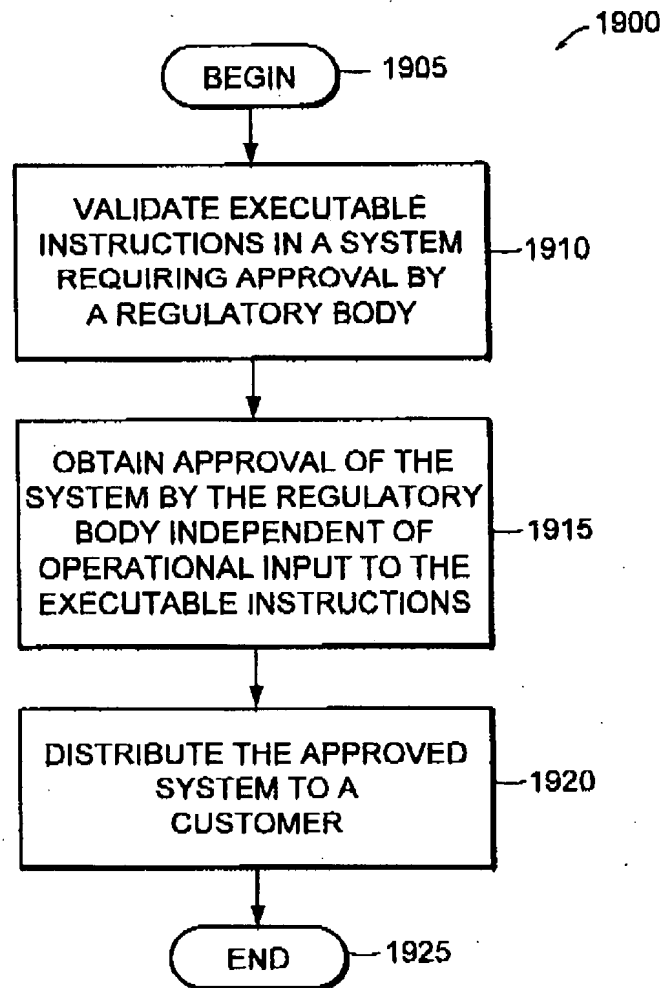 1900
BEGIN
1905
VALIDATE EXECUTABLE
INSTRUCTIONS IN A SYSTEM
REQUIRING APPROVAL BY
A REGULATORY BODY
1910
OBTAIN APPROVAL OF THE
SYSTEM BY THE REGULATORY
BODY INDEPENDENT OF
OPERATIONAL INPUT TO THE
EXECUTABLE INSTRUCTIONS
1915
DISTRIBUTE THE APPROVED
SYSTEM TO A
CUSTOMER
1920
END
1925